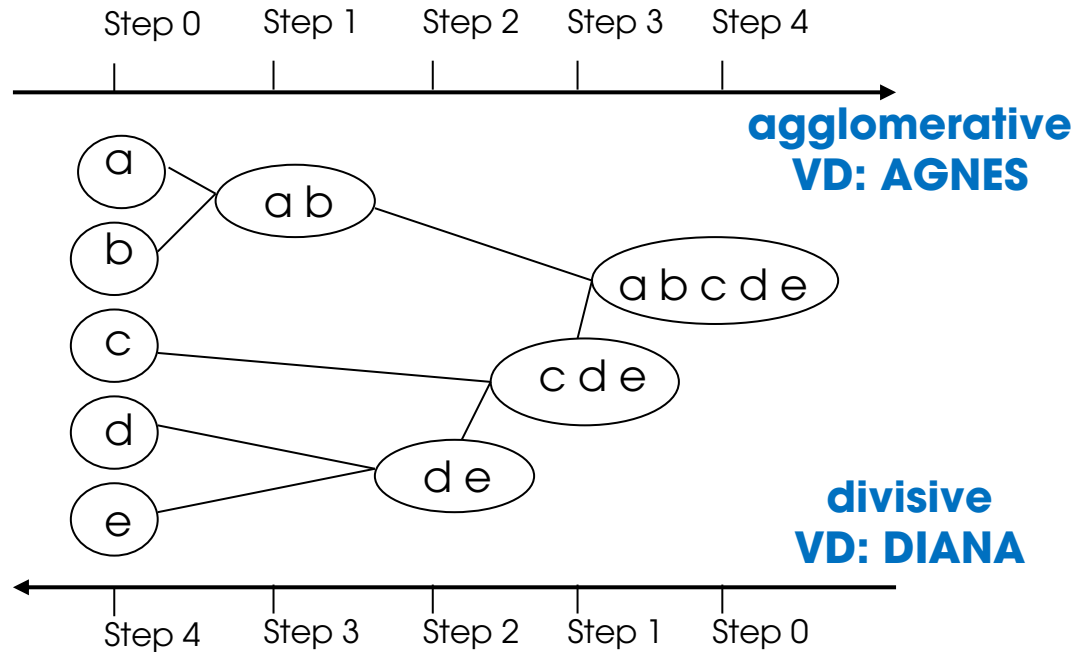 Step 0 Step 1 Step 2 Step 3 Step 4
agglomerative
VD: AGNES
a
a b
b
a b c d e
c
c d e
d
d e
e
divisive
VD: DIANA
Step 4 Step 3 Step 2 Step 1 Step 0